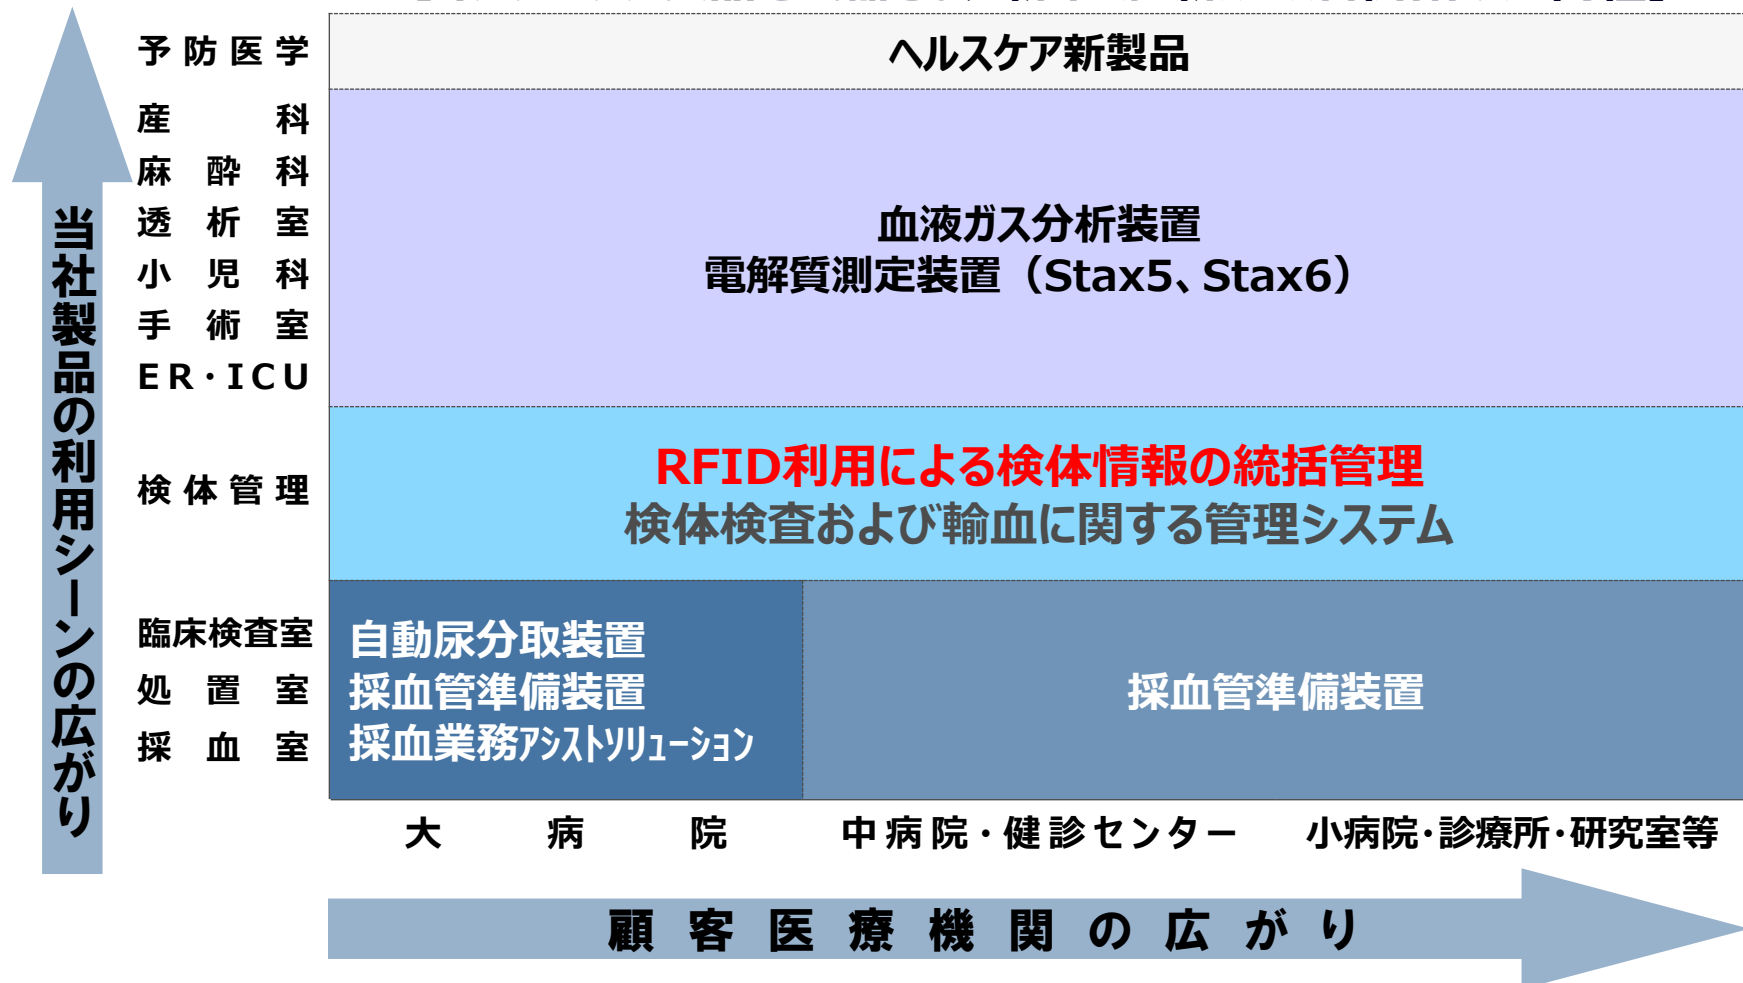 予防医学
ヘルスケア新製品
産科
麻酔科
透析室
小児科
手術室
ER・ICU
血液ガス分析装置
電解質測定装置（Stax5、Stax6）
検体管理
RFID利用による検体情報の統括管理
検体検査および輸血に関する管理システム
臨床検査室
処置室
採血室
自動尿分取装置
採血管準備装置
採血業務ｱｼｽﾄｿﾘｭｰｼｮﾝ
採血管準備装置
当社製品の利用シーンの広がり
大病院
中病院・健診センター
小病院・診療所・研究室等
顧客医療機関の広がり